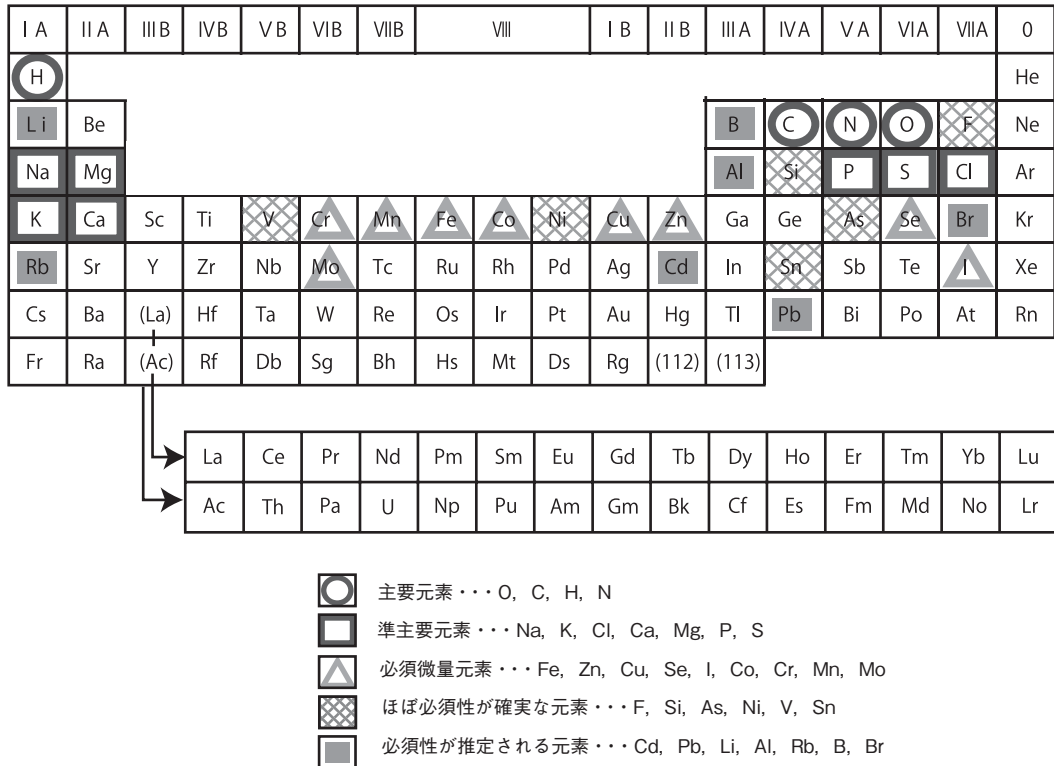 I A II A III B IV B V B VI B VII B VIII I B II B III A IV A V A VI A VII A 0
H He
Li Be B C N O F Ne
Na Mg Al Si P S Cl Ar
K Ca Sc Ti V Cr Mn Fe Co Ni Cu Zn Ga Ge As Se Br Kr
Rb Sr Y Zr Nb Mo Tc Ru Rh Pd Ag Cd In Sn Sb Te I Xe
Cs Ba (La) Hf Ta W Re Os Ir Pt Au Hg Tl Pb Bi Po At Rn
Fr Ra (Ac) Rf Db Sg Bh Hs Mt Ds Rg (112) (113)
La Ce Pr Nd Pm Sm Eu Gd Tb Dy Ho Er Tm Yb Lu
Ac Th Pa U Np Pu Am Gm Bk Cf Es Fm Md No Lr
主要元素・・・O, C, H, N
準主要元素・・・Na, K, Cl, Ca, Mg, P, S
必須微量元素・・・Fe, Zn, Cu, Se, I, Co, Cr, Mn, Mo
ほぼ必須性が確実な元素・・・F, Si, As, Ni, V, Sn
必須性が推定される元素・・・Cd, Pb, Li, Al, Rb, B, Br